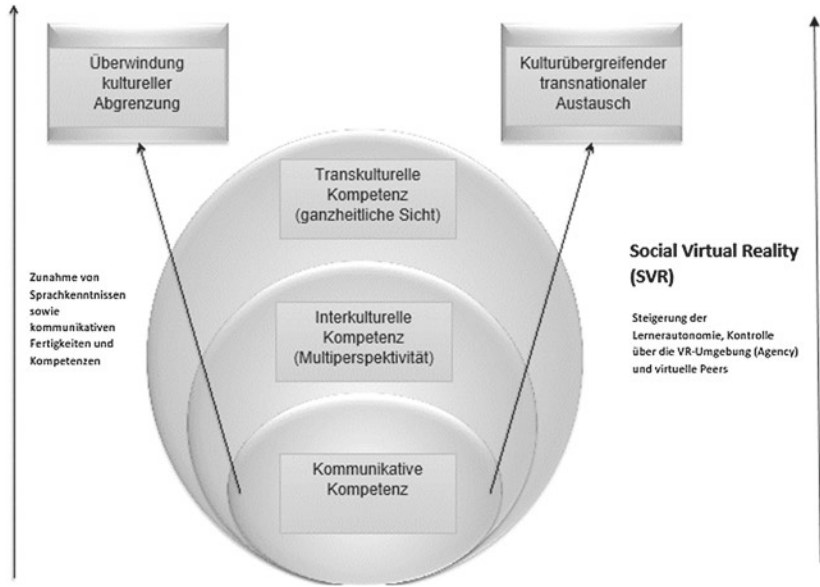 Überwindung
kultureller
Abgrenzung
Kulturübergreifender
transnationaler
Austausch
Transkulturelle
Kompetenz
(ganzheitliche Sicht)
Zunahme von
Sprachkenntnissen
sowie
kommunikativen
Fertigkeiten und
Kompetenzen
Interkulturelle
Kompetenz
(Multiperspektivität)
Social Virtual Reality
(SVR)
Steigerung der
Lernerautonomie, Kontrolle
über die VR-Umgebung (Agency)
und virtuelle Peers
Kommunikative
Kompetenz